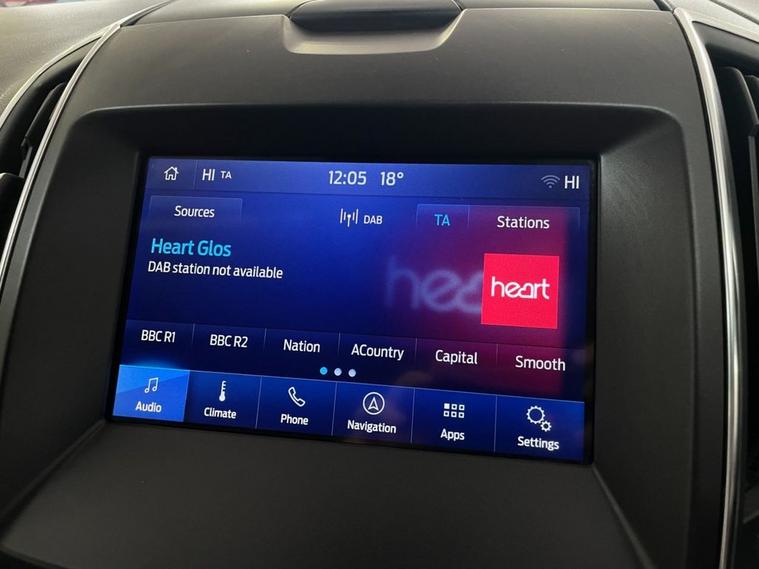 HI TA 12:05 18° HI
Sources DAB TA Stations
Heart Glos
DAB station not available
hea heart
BBC R1 BBC R2 Nation ACountry Capital Smooth
Audio Climate Phone Navigation Apps Settings